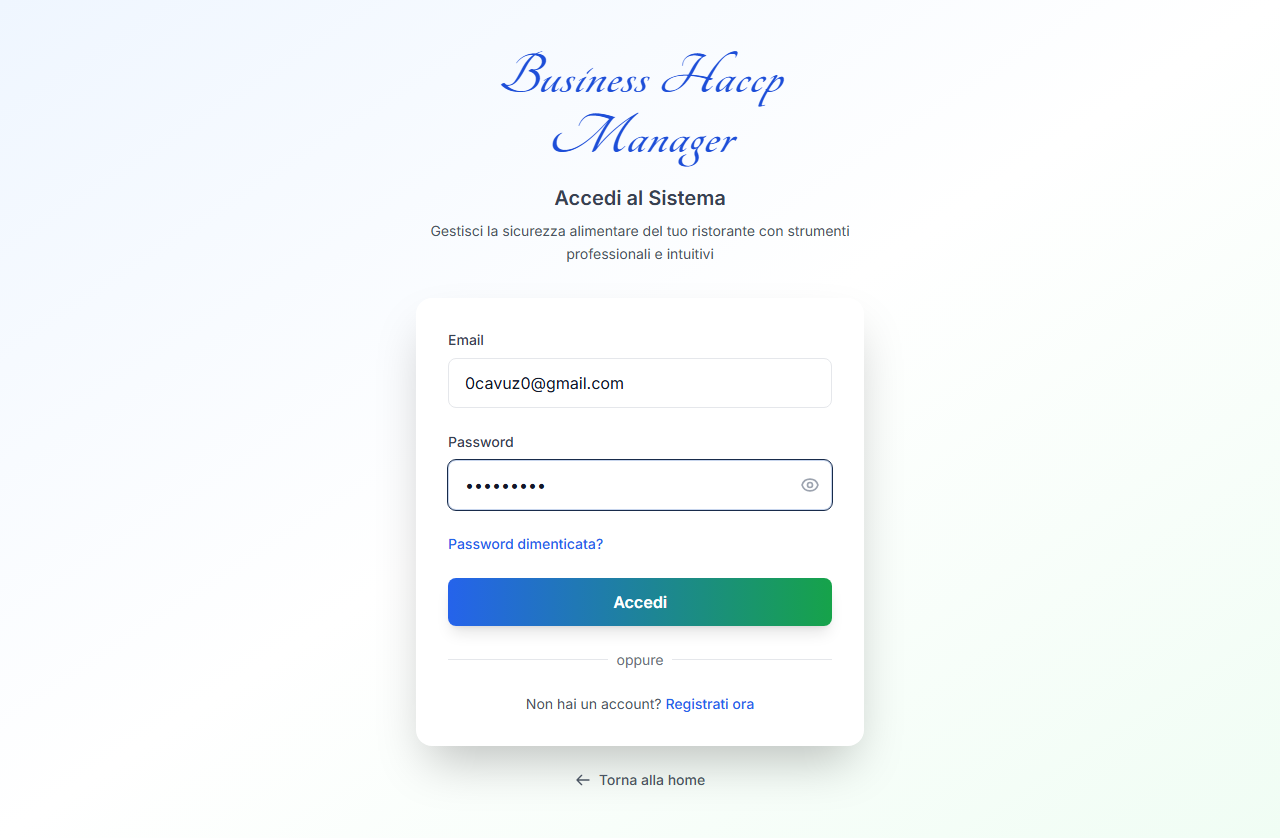 Business Haccp
Manager
Accedi al Sistema
Gestisci la sicurezza alimentare del tuo ristorante con strumenti
professionali e intuitivi
Email
0cavuz0@gmail.com
Password
•••••••••
Password dimenticata?
Accedi
oppure
Non hai un account? Registrati ora
← Torna alla home